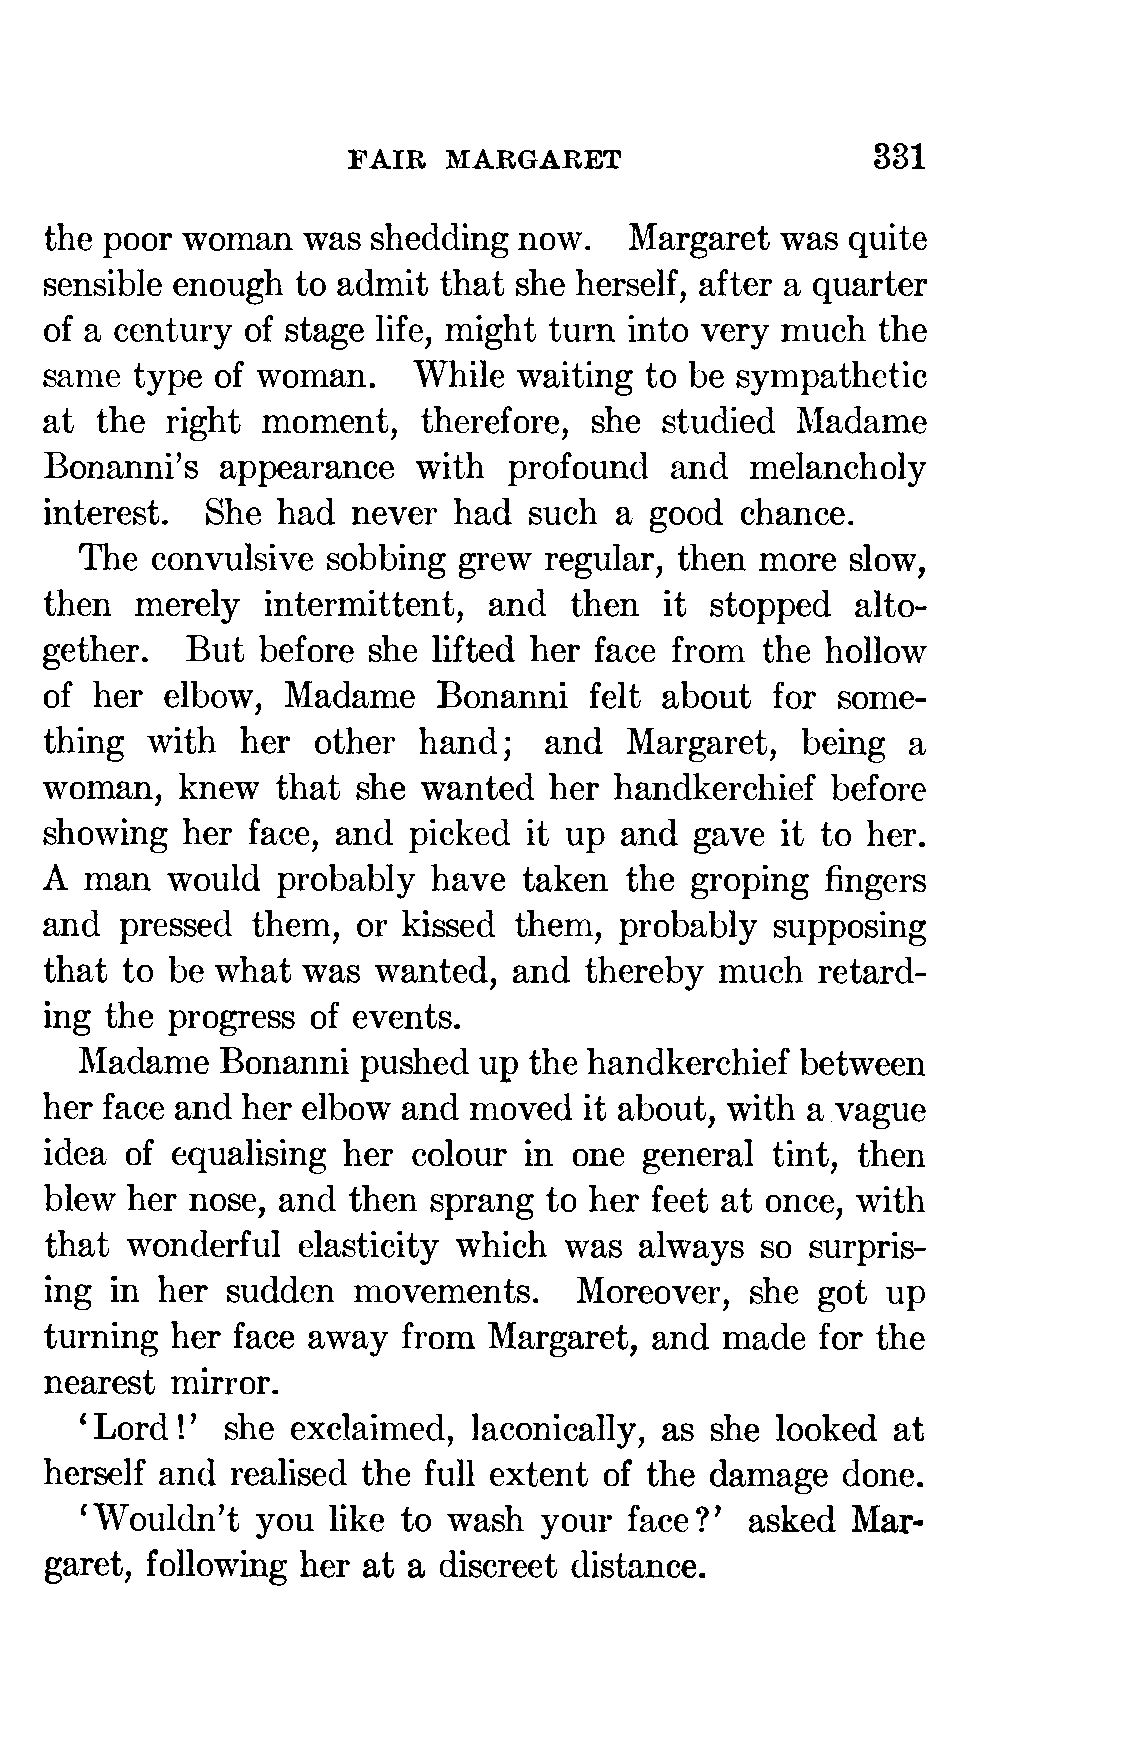 FAIR MARGARET 331
the poor woman was shedding now. Margaret was quite
sensible enough to admit that she herself, after a quarter
of a century of stage life, might turn into very much the
same type of woman. While waiting to be sympathetic
at the right moment, therefore, she studied Madame
Bonanni's appearance with profound and melancholy
interest. She had never had such a good chance.
The convulsive sobbing grew regular, then more slow,
then merely intermittent, and then it stopped alto-
gether. But before she lifted her face from the hollow
of her elbow, Madame Bonanni felt about for some-
thing with her other hand; and Margaret, being a
woman, knew that she wanted her handkerchief before
showing her face, and picked it up and gave it to her.
A man would probably have taken the groping fingers
and pressed them, or kissed them, probably supposing
that to be what was wanted, and thereby much retard-
ing the progress of events.
Madame Bonanni pushed up the handkerchief between
her face and her elbow and moved it about, with a vague
idea of equalising her colour in one general tint, then
blew her nose, and then sprang to her feet at once, with
that wonderful elasticity which was always so surpris-
ing in her sudden movements. Moreover, she got up
turning her face away from Margaret, and made for the
nearest mirror.
‘Lord!’ she exclaimed, laconically, as she looked at
herself and realised the full extent of the damage done.
‘Wouldn't you like to wash your face?’ asked Mar-
garet, following her at a discreet distance.